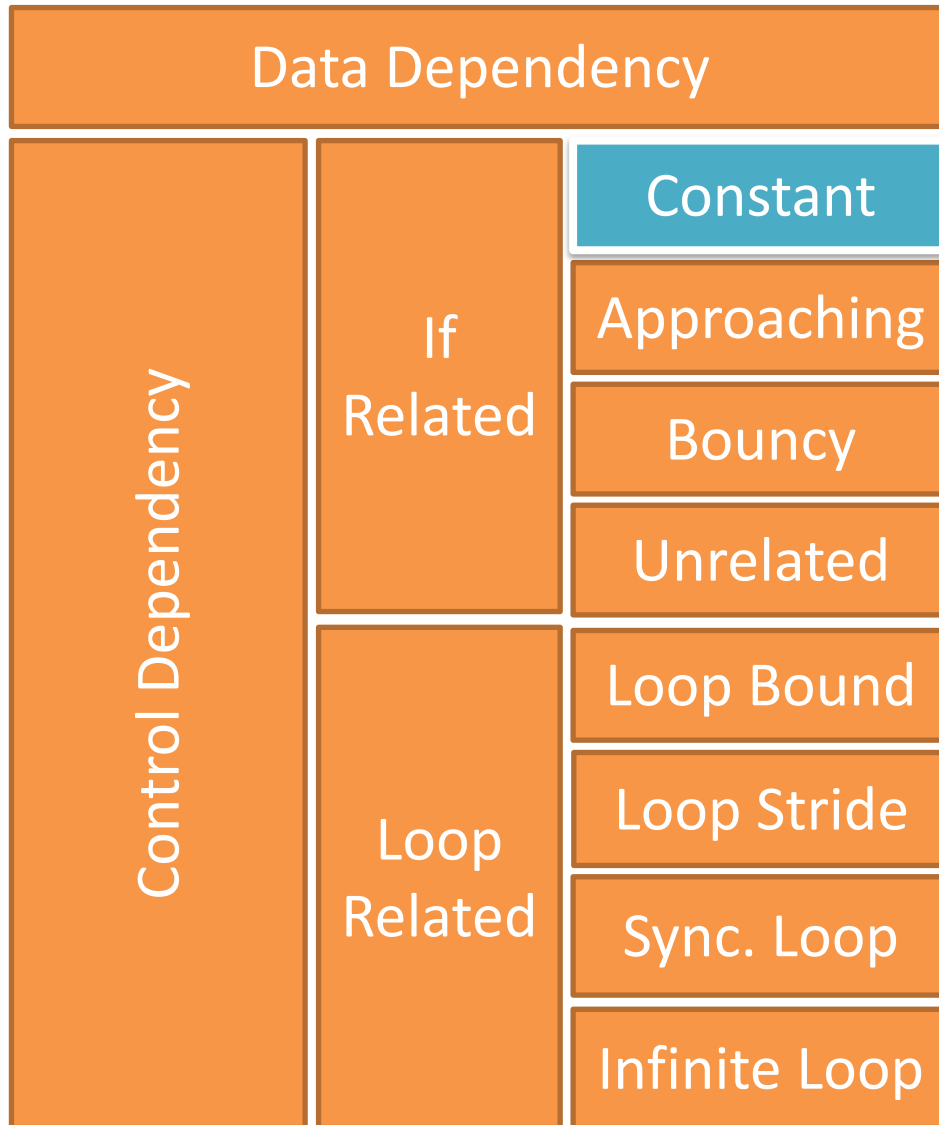 Data Dependency
Control Dependency
If
Related
Constant
Approaching
Bouncy
Unrelated
Loop
Related
Loop Bound
Loop Stride
Sync. Loop
Infinite Loop